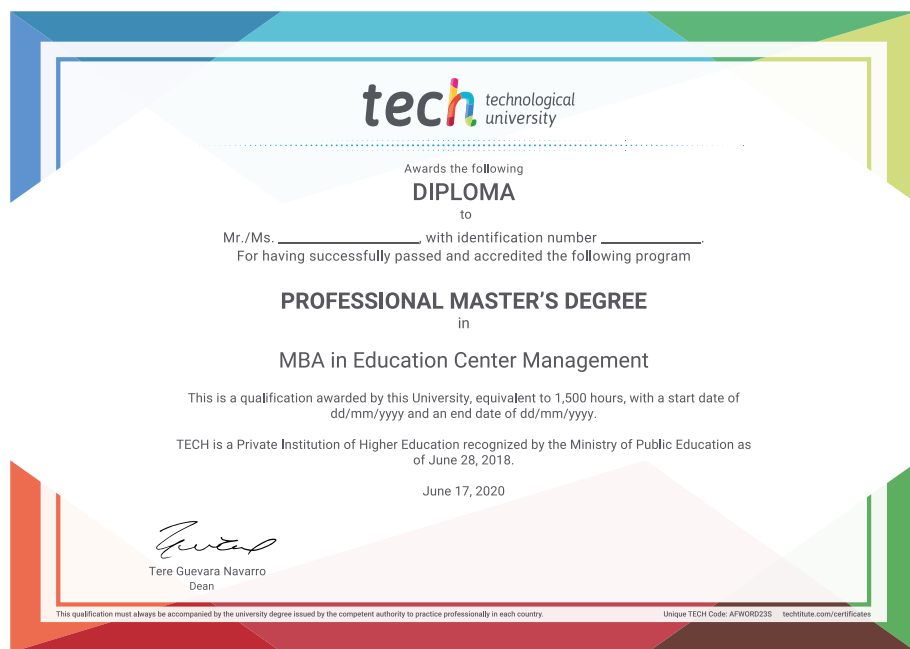 tech technological
university
Awards the following
DIPLOMA
to
Mr./Ms. ____________________, with identification number ______________.
For having successfully passed and accredited the following program
PROFESSIONAL MASTER'S DEGREE
in
MBA in Education Center Management
This is a qualification awarded by this University, equivalent to 1,500 hours, with a start date of
dd/mm/yyyy and an end date of dd/mm/yyyy.
TECH is a Private Institution of Higher Education recognized by the Ministry of Public Education as
of June 28, 2018.
June 17, 2020
Tere Guevara Navarro
Dean
This qualification must always be accompanied by the university degree issued by the competent authority to practice professionally in each country. Unique TECH Code: AFWORD23S techtitute.com/certificates